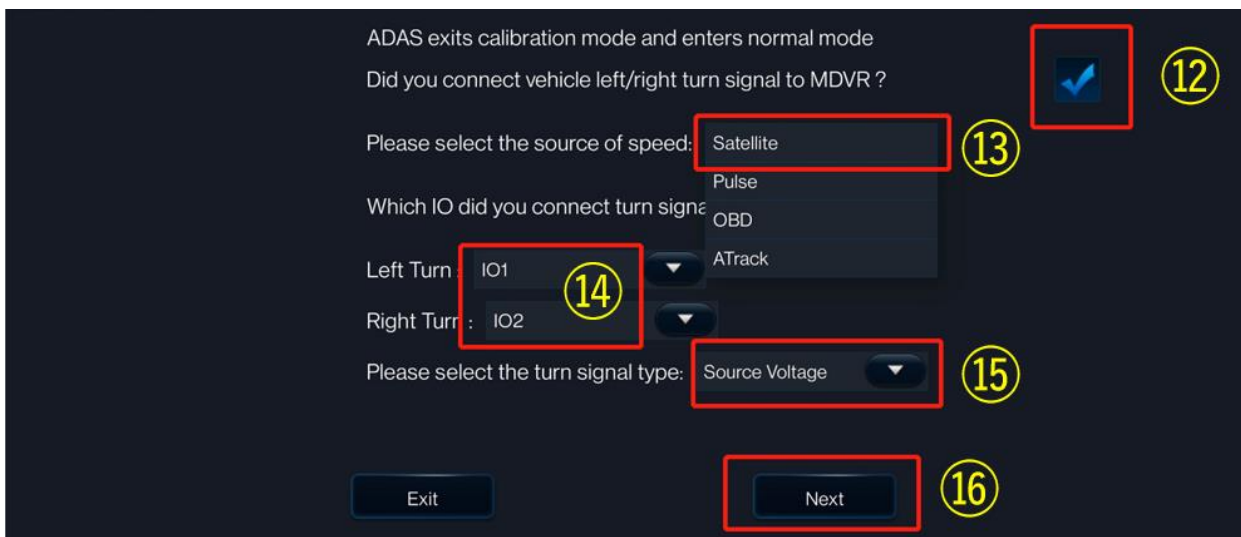 ADAS exits calibration mode and enters normal mode
Did you connect vehicle left/right turn signal to MDVR ?
⑫
Please select the source of speed: Satellite
⑬
Pulse
Which IO did you connect turn signa
OBD
ATrack
Left Turn : IO1
⑭
Right Turn : IO2
Please select the turn signal type: Source Voltage
⑮
Exit
Next
⑯